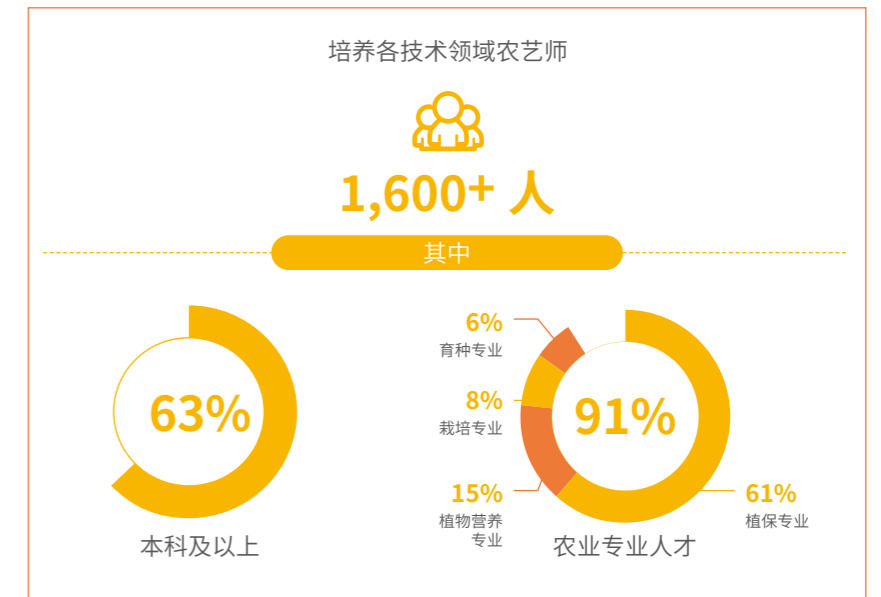 培养各技术领域农艺师
1,600+ 人
其中
63%
本科及以上
6%
育种专业
8%
栽培专业
15%
植物营养
专业
91%
61%
植保专业
农业专业人才